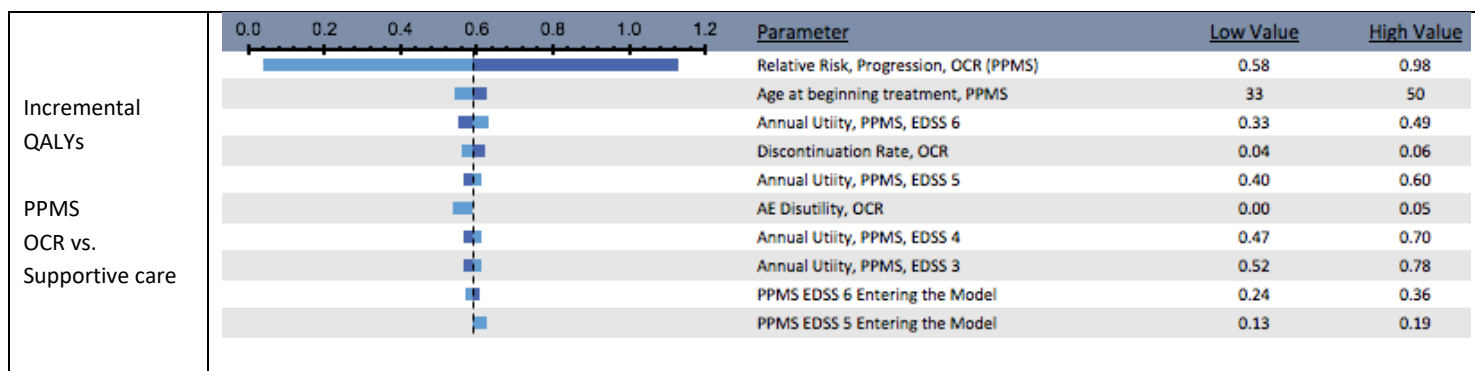 0.0 0.2 0.4 0.6 0.8 1.0 1.2 Parameter Low Value High Value
Incremental
QALYs
PPMS
OCR vs.
Supportive care
Relative Risk, Progression, OCR (PPMS) 0.58 0.98
Age at beginning treatment, PPMS 33 50
Annual Utiity, PPMS, EDSS 6 0.33 0.49
Discontinuation Rate, OCR 0.04 0.06
Annual Utiity, PPMS, EDSS 5 0.40 0.60
AE Disutility, OCR 0.00 0.05
Annual Utiity, PPMS, EDSS 4 0.47 0.70
Annual Utiity, PPMS, EDSS 3 0.52 0.78
PPMS EDSS 6 Entering the Model 0.24 0.36
PPMS EDSS 5 Entering the Model 0.13 0.19